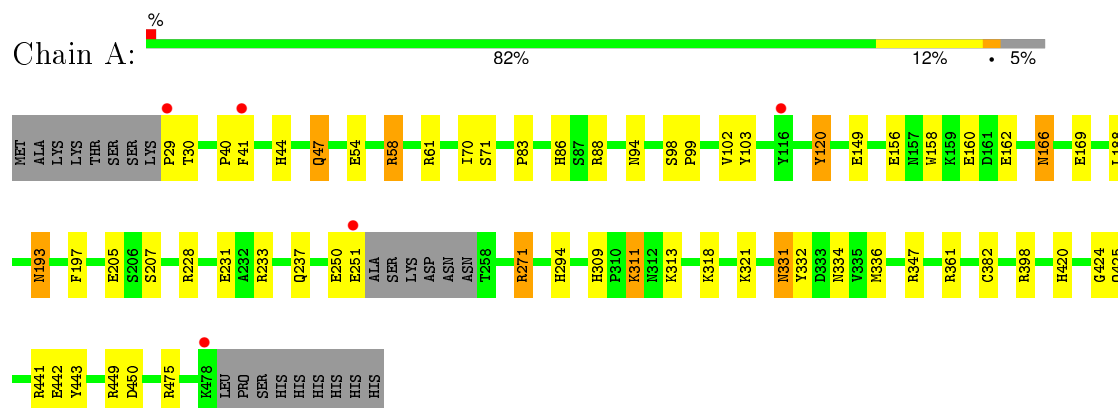 %
Chain A:
82% 12% • 5%
MET ALA LYS LYS THR SER SER LYS P29 T30 P40 F41 H44 Q47 E54 R58 R61 I70 S71 P83 H86 S87 R88 N94 S98 P99 V102 Y103 Y116 Y120 E149 E156 N157 W158 K159 E160 D161 E162 N166 E169
N193 F197 E205 S206 S207 R228 E231 A232 R233 Q237 E250 E251 ALA SER LYS ASP ASN ASN T258 R271 H294 H309 P310 K311 N312 K313 K318 K321 N331 Y332 D333 N334 V335 M336 R347 R361 C382 R398 H420 G424
R441 E442 Y443 R449 D450 R475 K478 LEU PRO SER HIS HIS HIS HIS HIS HIS